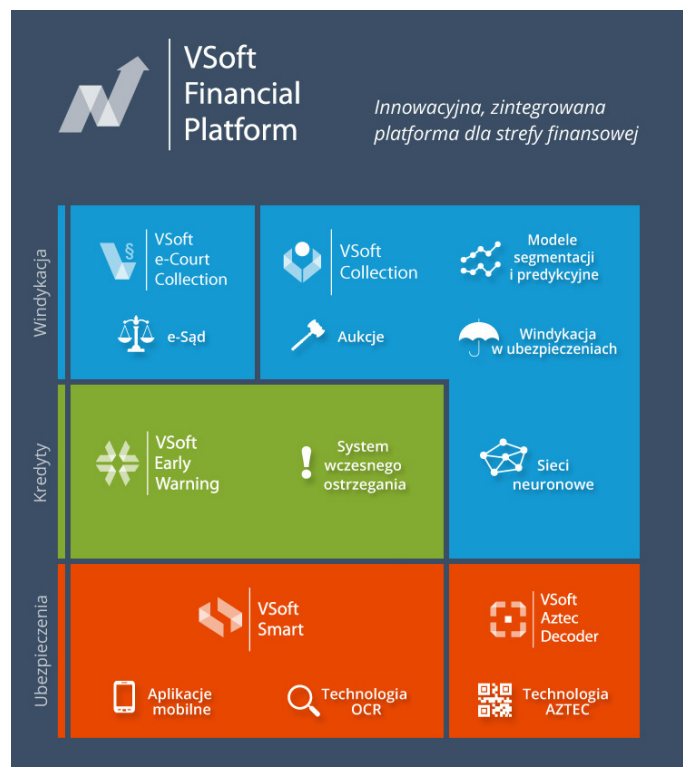 VSoft
Financial
Platform
Innowacyjna, zintegrowana
platforma dla strefy finansowej
Windykacja
VSoft
e-Court
Collection
e-Sąd
VSoft
Collection
Modele
segmentacji
i predykcyjne
Aukcje
Windykacja
w ubezpieczeniach
Kredyty
VSoft
Early
Warning
System
wczesnego
ostrzegania
Sieci
neuronowe
Ubezpieczenia
VSoft
Smart
VSoft
Aztec
Decoder
Aplikacje
mobilne
Technologia
OCR
Technologia
AZTEC